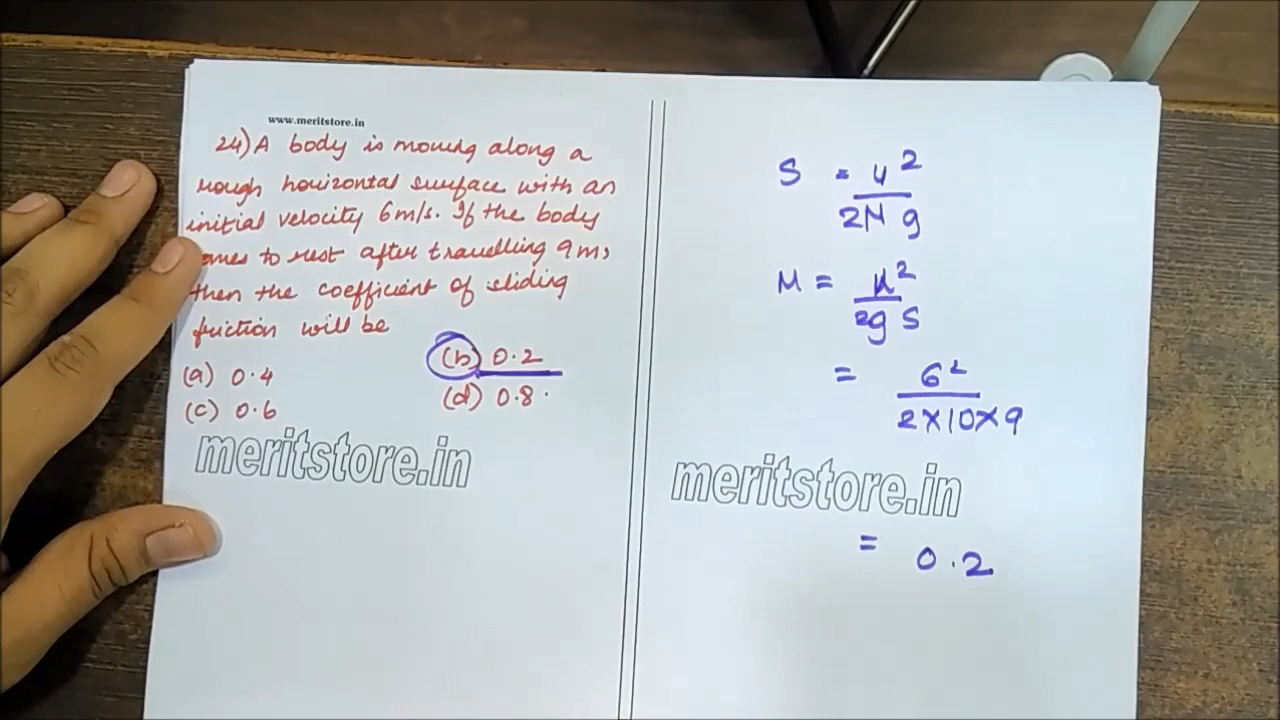 www.meritstore.in
24) A body is moving along a
rough horizontal surface with an
initial velocity 6m/s. If the body
comes to rest after travelling 9m,
then the coefficient of sliding
friction will be
(a) 0.4
(b) 0.2
(c) 0.6
(d) 0.8.
meritstore.in
S = u²
2μg
μ = u²
2gS
= 6²
2×10×9
meritstore.in
= 0.2